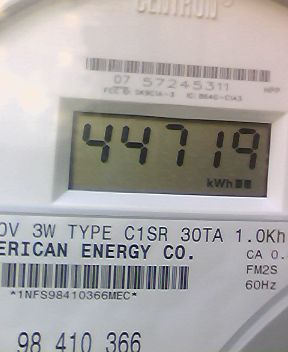 CENTRON
07 57245311
44719
kWh
0V 3W TYPE C1SR 30TA 1.0Kh
ERICAN ENERGY CO.
CA 0.
FM2S
60Hz
*1NFS98410366MEC*
98 410 366